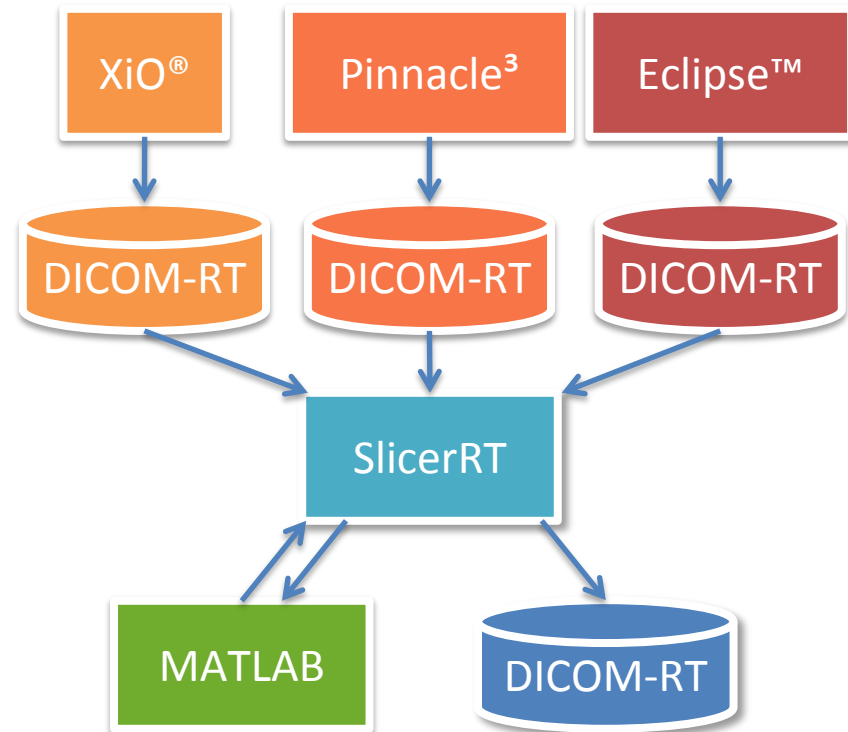 XiO®
Pinnacle³
Eclipse™
DICOM-RT
DICOM-RT
DICOM-RT
SlicerRT
MATLAB
DICOM-RT